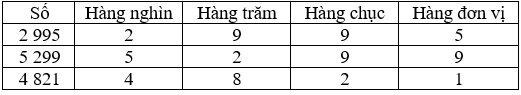 Số Hàng nghìn Hàng trăm Hàng chục Hàng đơn vị
2 995 2 9 9 5
5 299 5 2 9 9
4 821 4 8 2 1